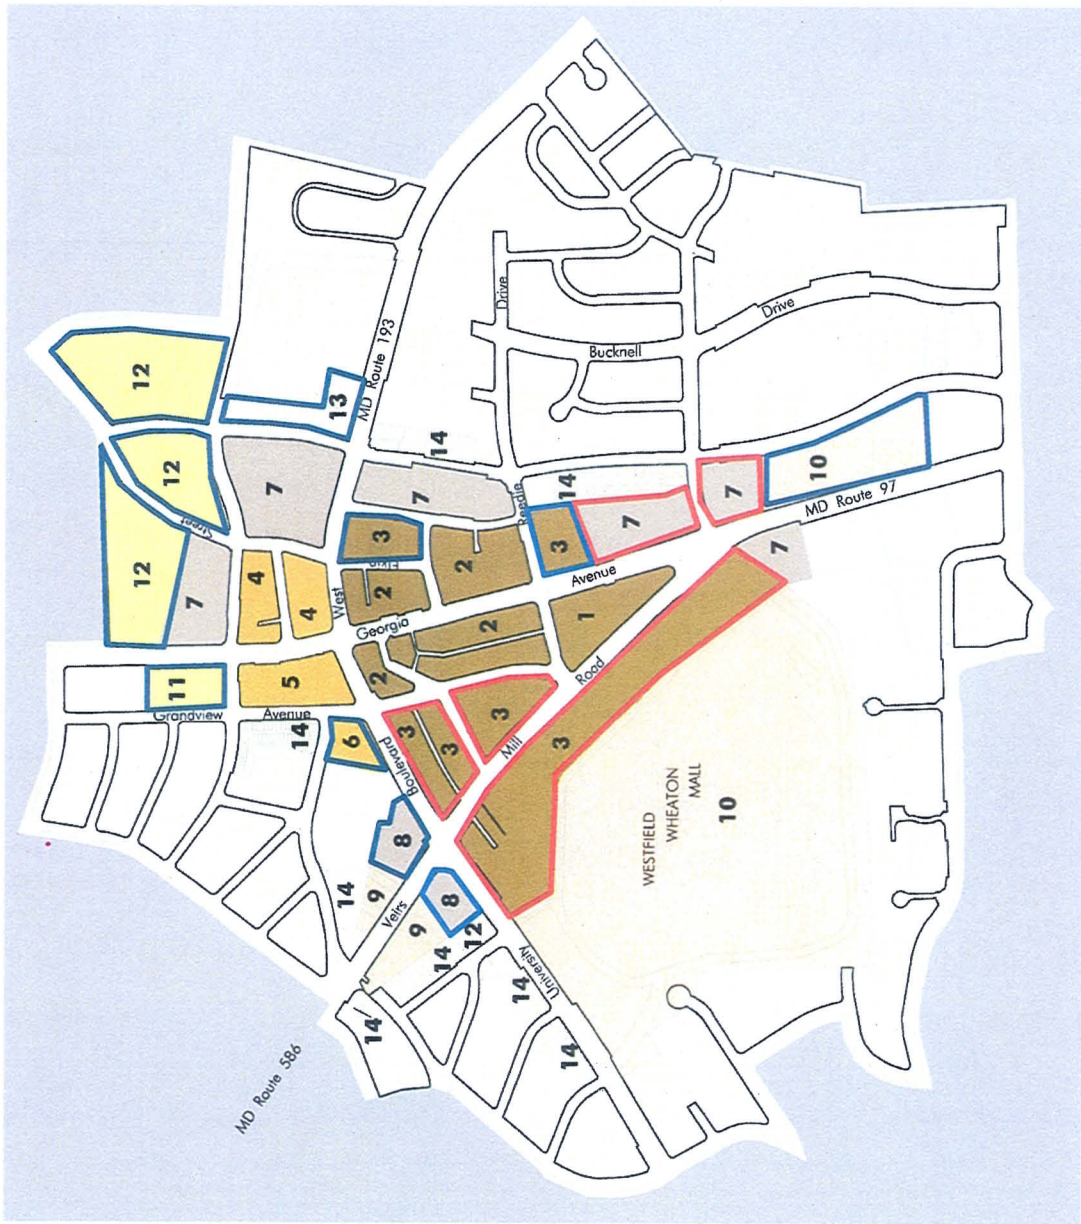 12
12
12
Street
13
MD Route 193
7
7
4
4
West
11
Grandview
5
Avenue
14
6
Boulevard
3
2
2
Georgia
2
2
7
14
Reedie
14
3
7
Avenue
1
Road
3
3
3
Mill
3
7
10
MD Route 97
7
Drive
Bucknell
Drive
8
9
14
Veirs
9
8
14
12
University
14
14
14
MD Route 586
WESTFIELD
WHEATON
MALL
10